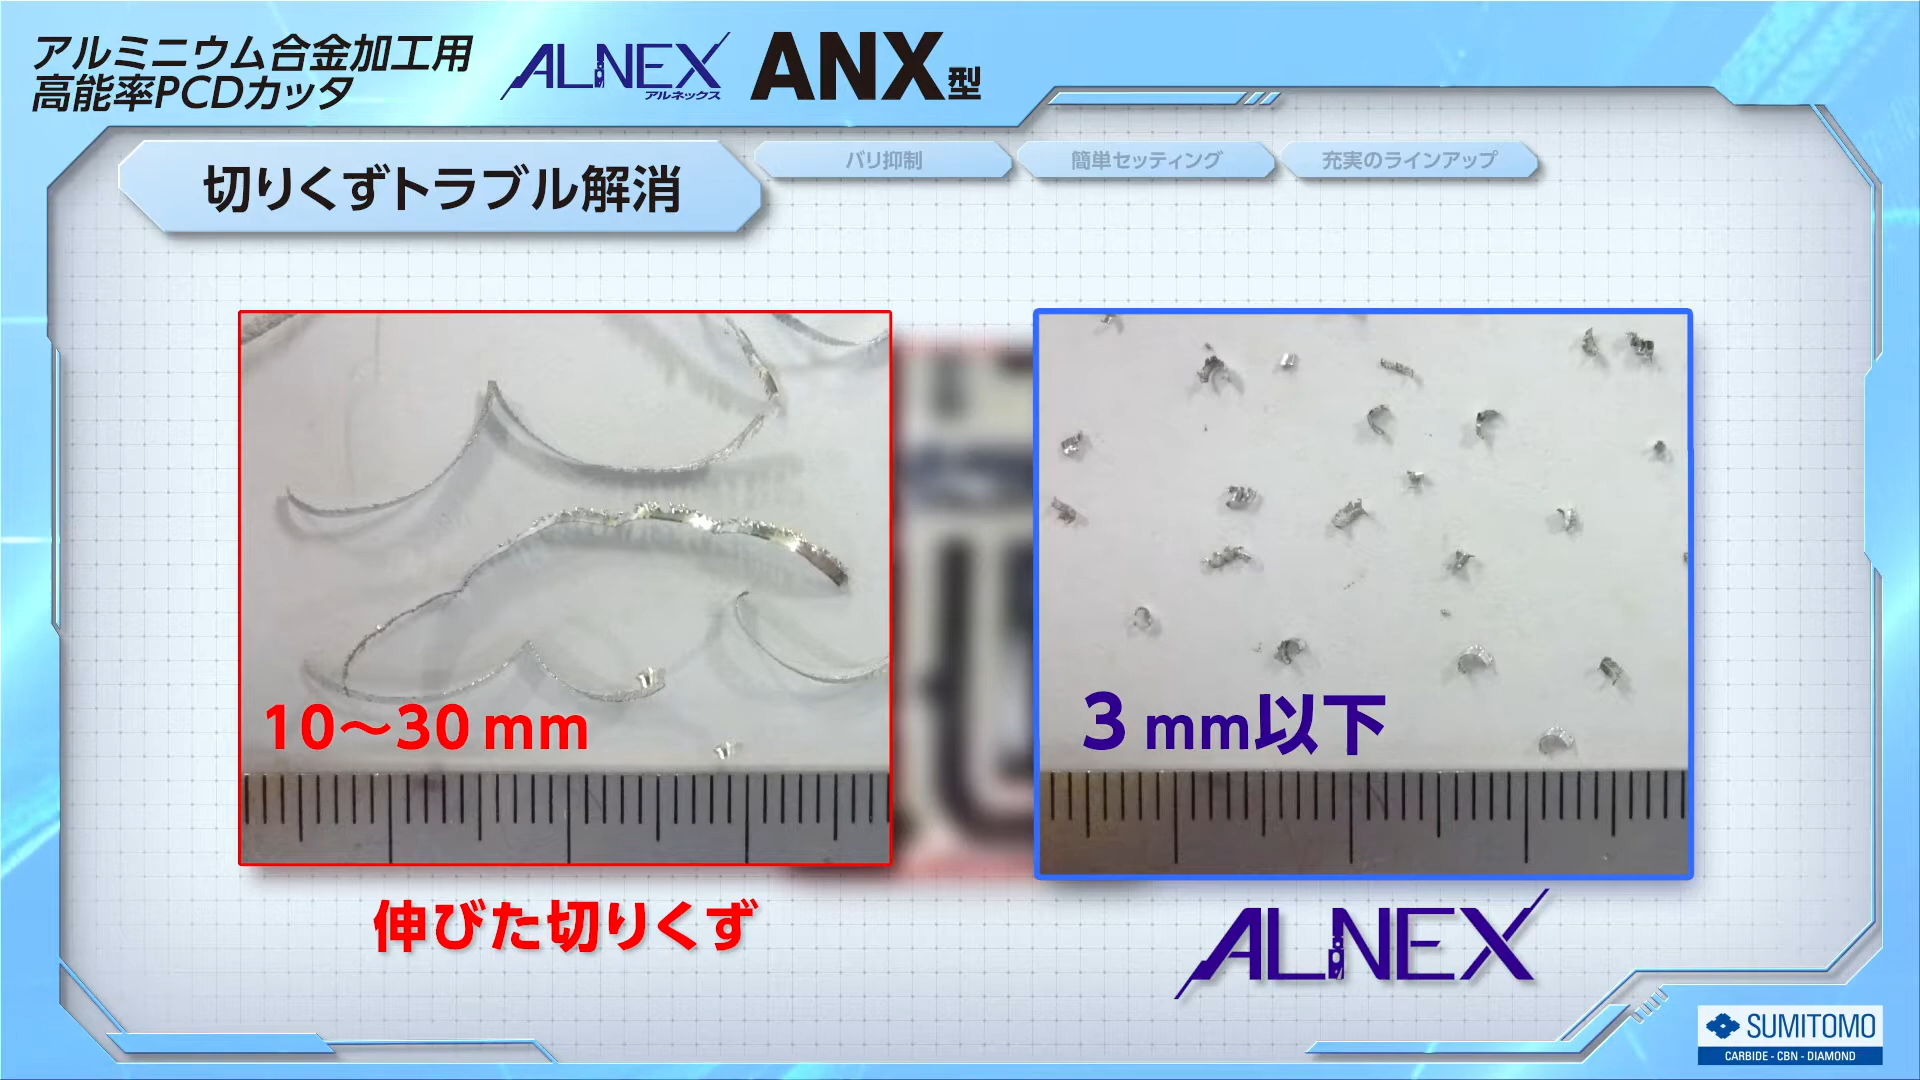 アルミニウム合金加工用
高能率PCDカッタ
ALNEX
アルネックス
ANX型
切りくずトラブル解消
バリ抑制
簡単セッティング
充実のラインアップ
10～30 mm
3 mm以下
伸びた切りくず
ALNEX
SUMITOMO
CARBIDE - CBN - DIAMOND